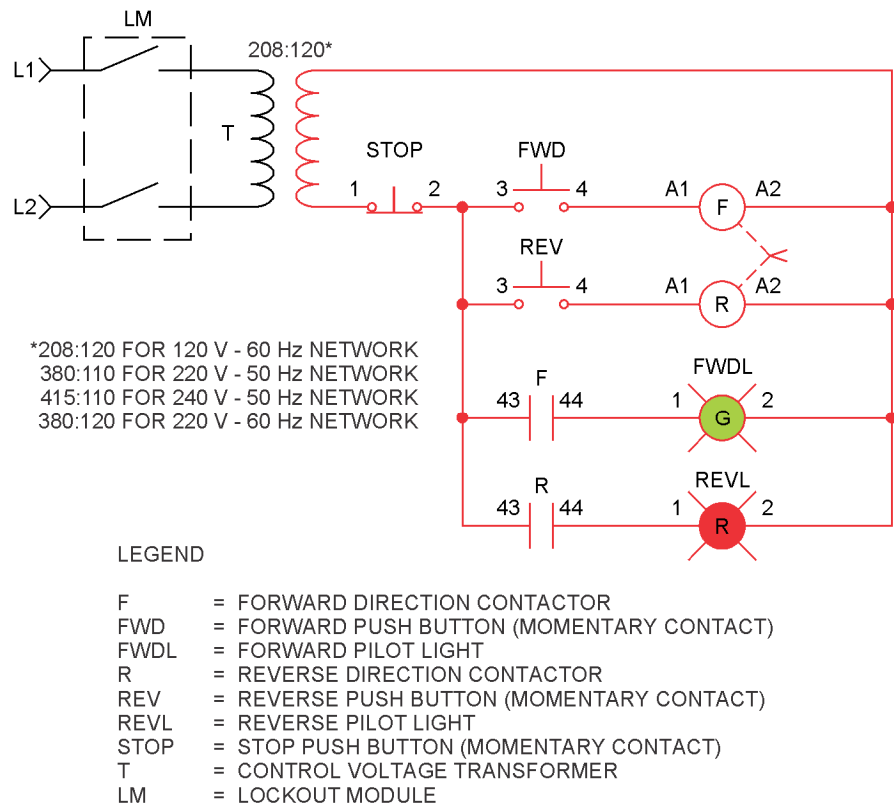 LM
208:120*
L1
T
STOP
FWD
L2
1 2 3 4 A1 F A2
REV
3 4 A1 R A2
*208:120 FOR 120 V - 60 Hz NETWORK
380:110 FOR 220 V - 50 Hz NETWORK
415:110 FOR 240 V - 50 Hz NETWORK
380:120 FOR 220 V - 60 Hz NETWORK
F FWDL
43 44 1 G 2
R REVL
43 44 1 R 2
LEGEND
F = FORWARD DIRECTION CONTACTOR
FWD = FORWARD PUSH BUTTON (MOMENTARY CONTACT)
FWDL = FORWARD PILOT LIGHT
R = REVERSE DIRECTION CONTACTOR
REV = REVERSE PUSH BUTTON (MOMENTARY CONTACT)
REVL = REVERSE PILOT LIGHT
STOP = STOP PUSH BUTTON (MOMENTARY CONTACT)
T = CONTROL VOLTAGE TRANSFORMER
LM = LOCKOUT MODULE